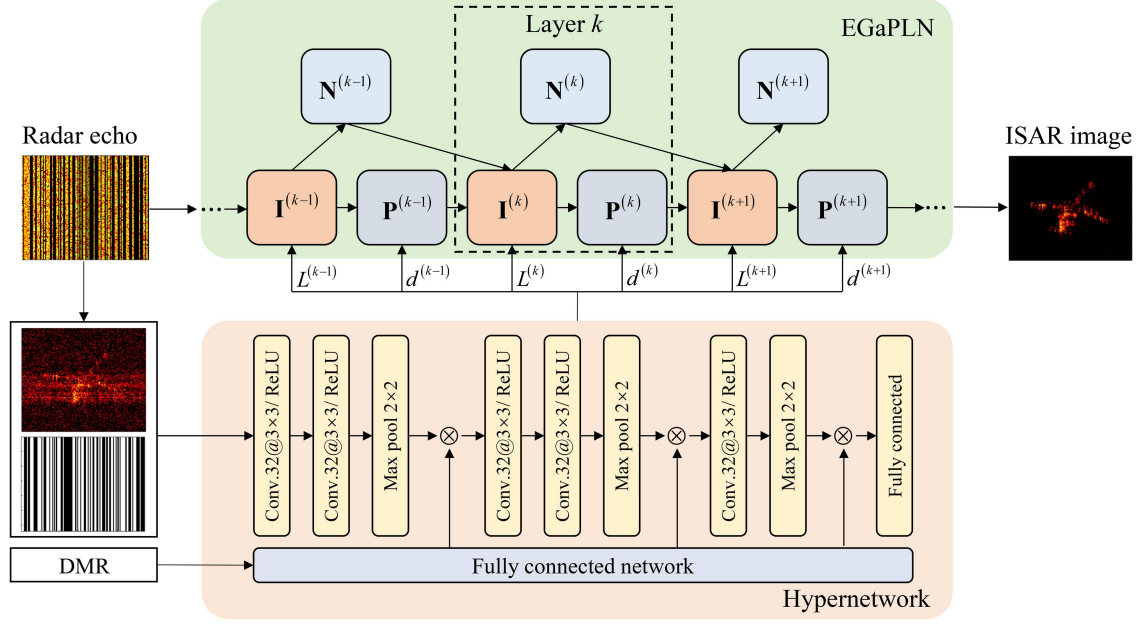 Layer k
EGaPLN
N^(k-1)
N^(k)
N^(k+1)
Radar echo
ISAR image
I^(k-1)
P^(k-1)
I^(k)
P^(k)
I^(k+1)
P^(k+1)
L^(k-1)
d^(k-1)
L^(k)
d^(k)
L^(k+1)
d^(k+1)
Conv.32@3×3/ ReLU
Conv.32@3×3/ ReLU
Max pool 2×2
Conv.32@3×3/ ReLU
Conv.32@3×3/ ReLU
Max pool 2×2
Conv.32@3×3/ ReLU
Max pool 2×2
Fully connected
DMR
Fully connected network
Hypernetwork